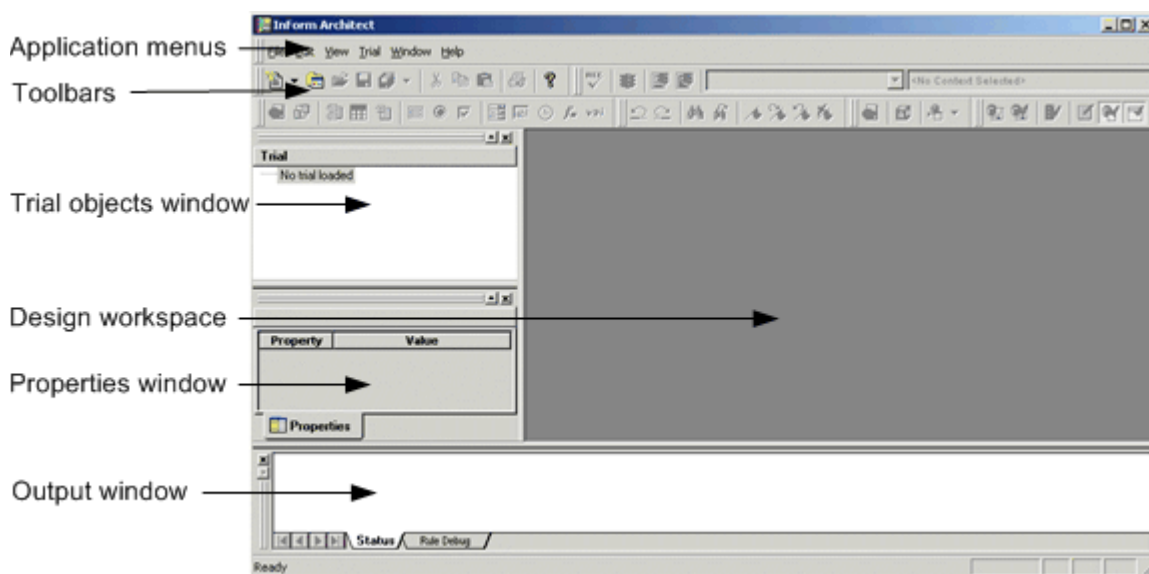 InForm Architect
Application menus
View Trial Window Help
Toolbars
<No Context Selected>
Trial
No trial loaded
Trial objects window
Design workspace
Property Value
Properties window
Properties
Output window
Status Rule Debug
Ready